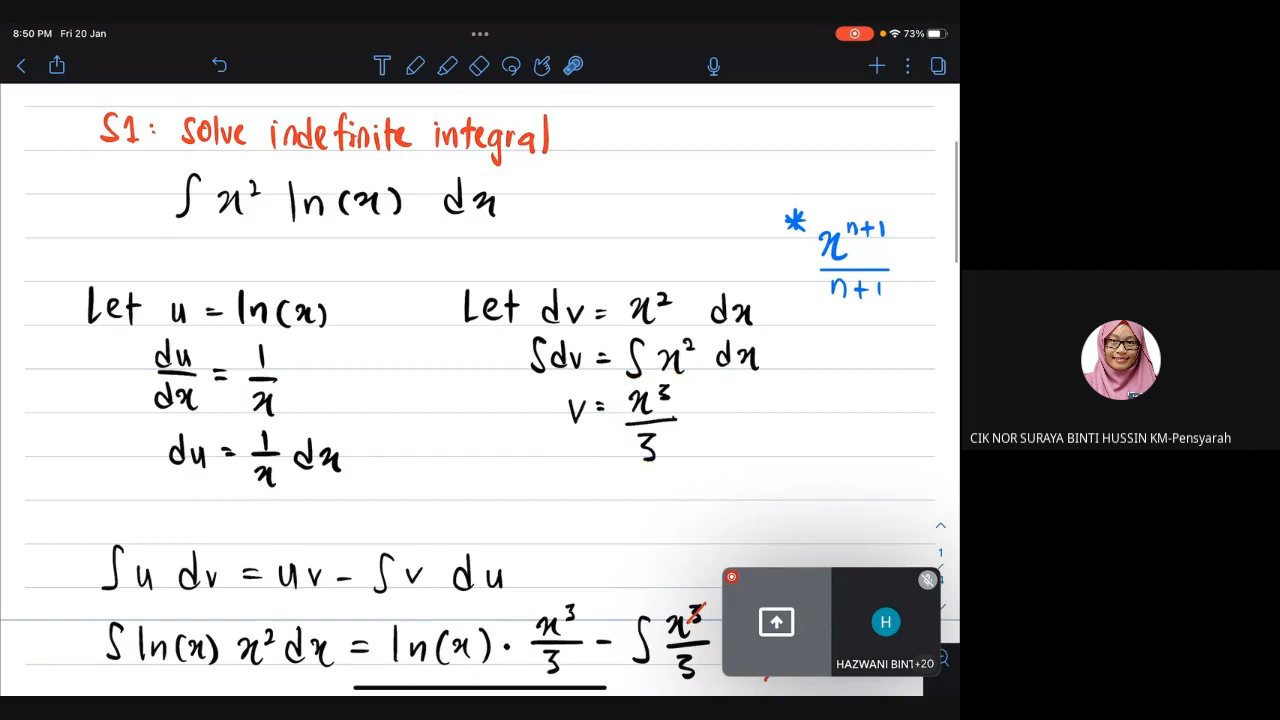 8:50 PM Fri 20 Jan
73%
S1: Solve indefinite integral
∫ x² ln(x) dx
* x^(n+1)
n+1
Let u = ln(x)
Let dv = x² dx
du/dx = 1/x
∫dv = ∫ x² dx
v = x³/3
du = 1/x dx
∫u dv = uv - ∫ v du
∫ ln(x) x² dx = ln(x) · x³/3 - ∫ x³/3
1
H
HAZWANI BINT +20
CIK NOR SURAYA BINTI HUSSIN KM-Pensyarah